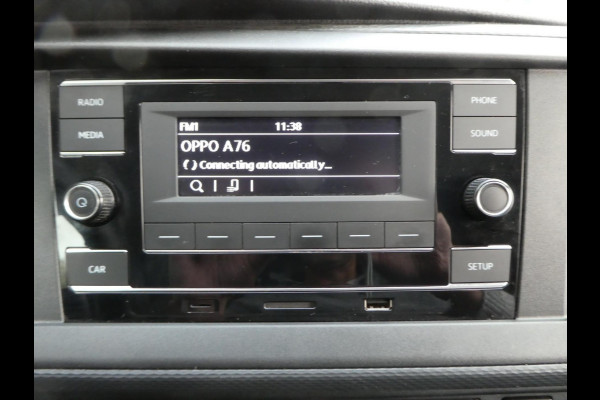 RADIO
PHONE
FM1 11:38
MEDIA
SOUND
OPPO A76
Connecting automatically...
CAR
SETUP